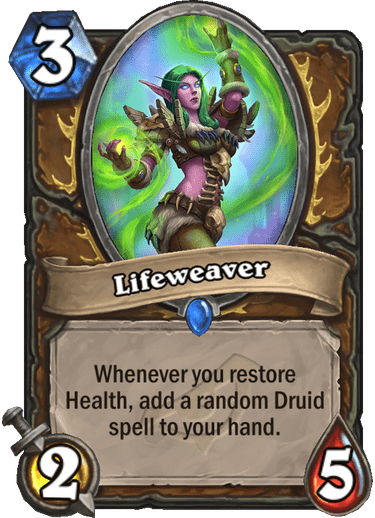 3
Lifeweaver
Whenever you restore
Health, add a random Druid
spell to your hand.
2
5